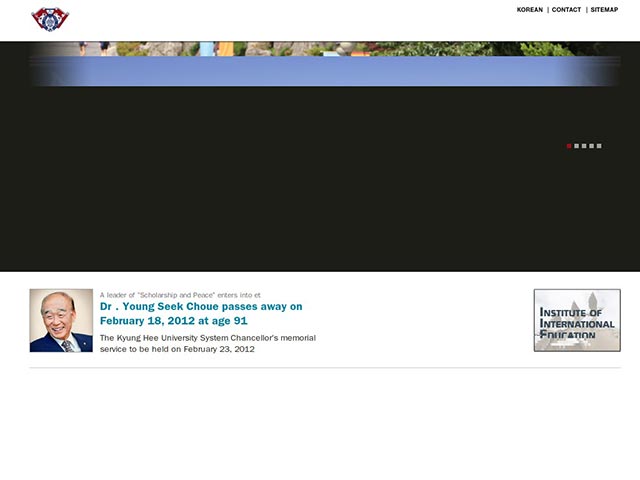 KOREAN | CONTACT | SITEMAP
A leader of "Scholarship and Peace" enters into et
Dr . Young Seek Choue passes away on
February 18, 2012 at age 91
The Kyung Hee University System Chancellor's memorial
service to be held on February 23, 2012
INSTITUTE OF
INTERNATIONAL
EDUCATION